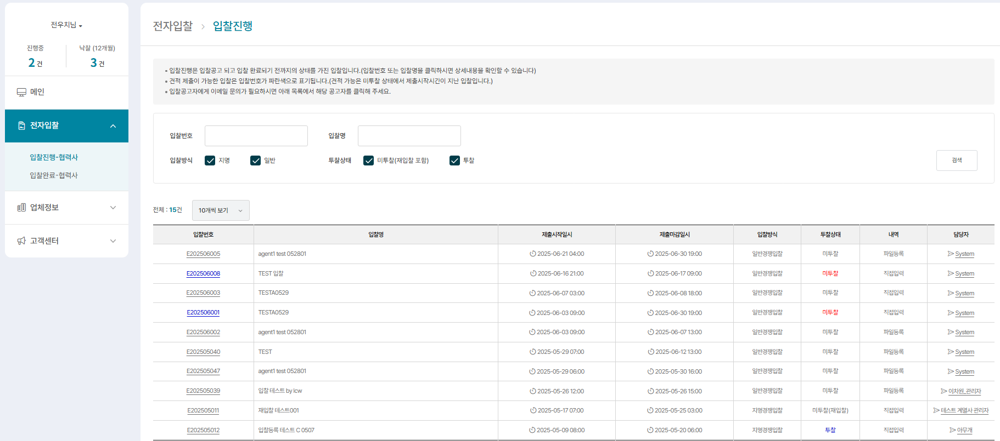 전우치님
진행중
2 건
낙찰 (12개월)
3 건
메인
전자입찰
입찰진행-협력사
입찰완료-협력사
업체정보
고객센터
전자입찰 > 입찰진행
• 입찰진행은 입찰공고 되고 입찰 완료되기 전까지의 상태를 가진 입찰입니다.(입찰번호 또는 입찰명을 클릭하시면 상세내용을 확인할 수 있습니다)
• 견적 제출이 가능한 입찰은 입찰번호가 파란색으로 표기됩니다.(견적 가능은 미투찰 상태에서 제출시작시간이 지난 입찰입니다.)
• 입찰공고자에게 이메일 문의가 필요하시면 아래 목록에서 해당 공고자를 클릭해 주세요.
입찰번호 입찰명
입찰방식 지명 일반 투찰상태 미투찰(재입찰 포함) 투찰
검색
전체 : 15건 10개씩 보기
입찰번호 입찰명 제출시작일시 제출마감일시 입찰방식 투찰상태 내역 담당자
E202506005 agent1 test 052801 2025-06-21 04:00 2025-06-30 19:00 일반경쟁입찰 미투찰 파일등록 System
E202506008 TEST 입찰 2025-06-16 21:00 2025-06-17 09:00 일반경쟁입찰 미투찰 직접입력 System
E202506003 TESTA0529 2025-06-07 03:00 2025-06-08 18:00 일반경쟁입찰 미투찰 직접입력 System
E202506001 TESTA0529 2025-06-03 09:00 2025-06-30 19:00 일반경쟁입찰 미투찰 직접입력 System
E202506002 agent1 test 052801 2025-06-03 09:00 2025-06-07 13:00 일반경쟁입찰 미투찰 파일등록 System
E202505040 TEST 2025-05-29 07:00 2025-06-12 13:00 일반경쟁입찰 미투찰 파일등록 System
E202505047 agent1 test 052801 2025-05-29 06:00 2025-05-30 16:00 일반경쟁입찰 미투찰 파일등록 System
E202505039 입찰 테스트 by lcw 2025-05-26 12:00 2025-05-26 15:00 일반경쟁입찰 미투찰 파일등록 이차원_관리자
E202505011 재입찰 테스트001 2025-05-17 07:00 2025-05-25 03:00 지명경쟁입찰 미투찰(재입찰) 직접입력 테스트 계열사 관리자
E202505012 입찰등록 테스트 C 0507 2025-05-09 08:00 2025-05-20 06:00 지명경쟁입찰 투찰 직접입력 아무개